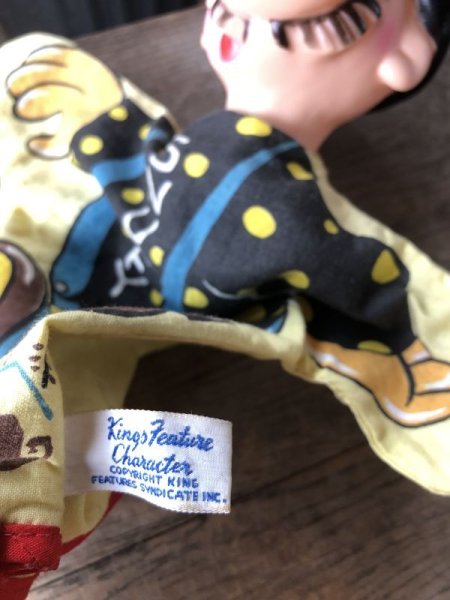 Kings Feature
Character
COPYRIGHT KING
FEATURES SYNDICATE INC.